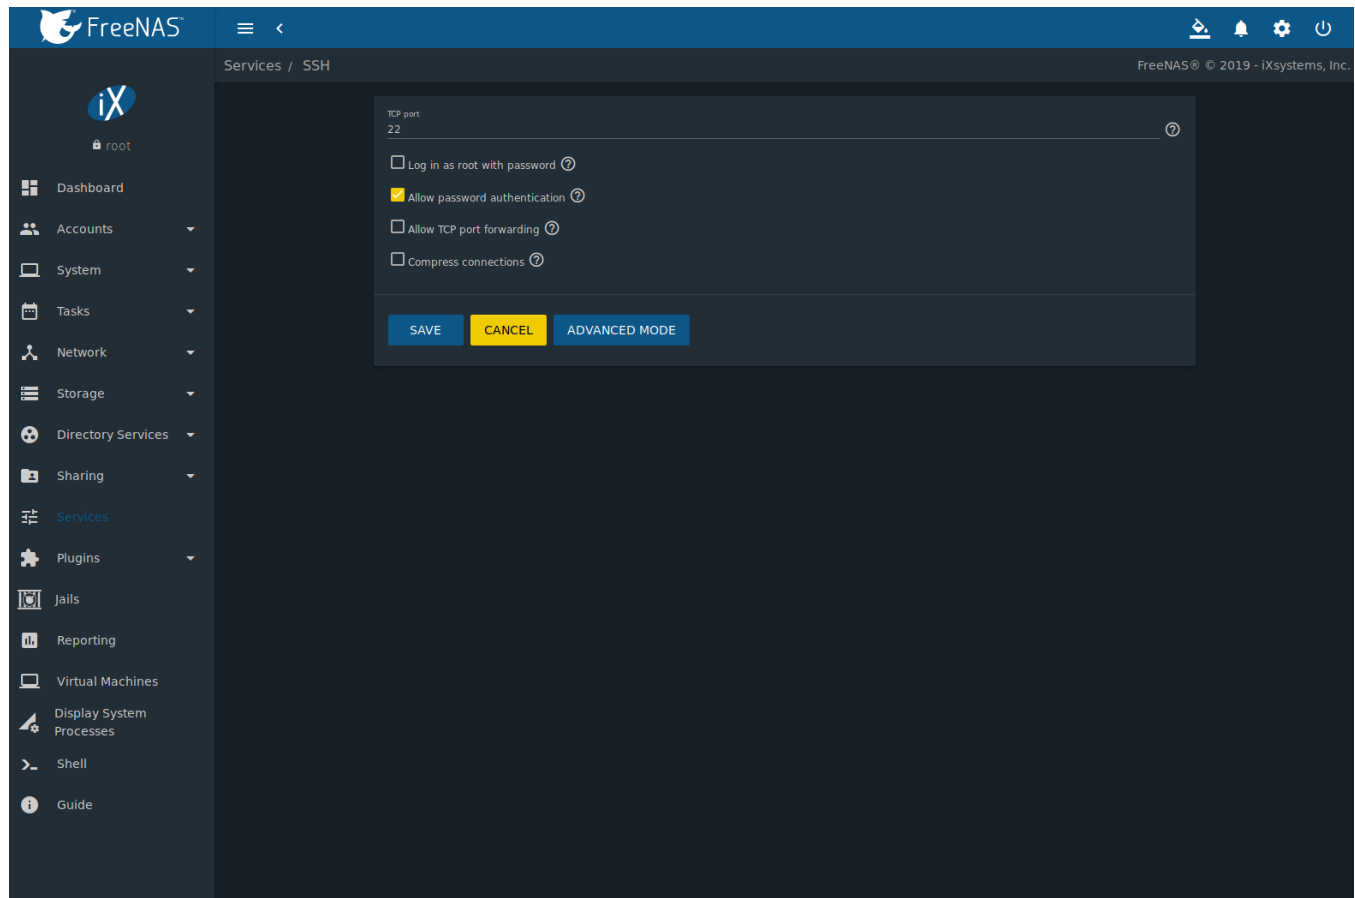 FreeNAS™
Services / SSH
FreeNAS® © 2019 - iXsystems, Inc.
iX
root
Dashboard
Accounts
System
Tasks
Network
Storage
Directory Services
Sharing
Services
Plugins
Jails
Reporting
Virtual Machines
Display System
Processes
Shell
Guide
TCP port
22
Log in as root with password
Allow password authentication
Allow TCP port forwarding
Compress connections
SAVE CANCEL ADVANCED MODE